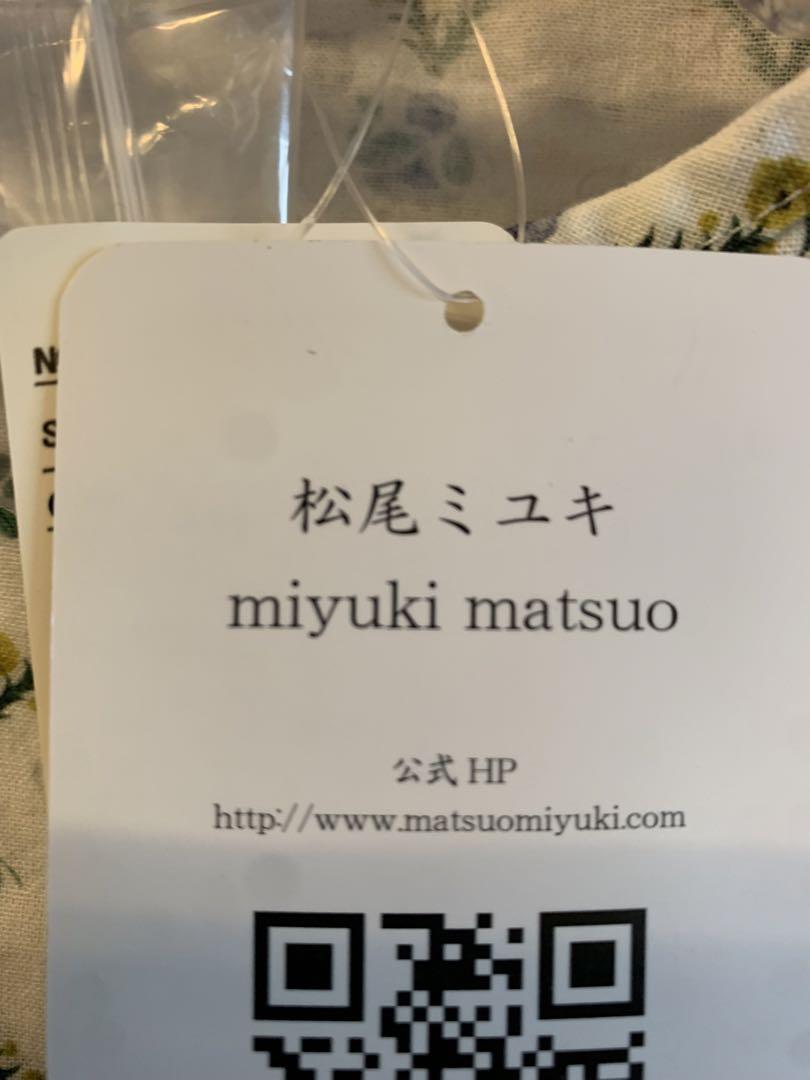 松尾ミユキ
miyuki matsuo
公式 HP
http://www.matsuomiyuki.com